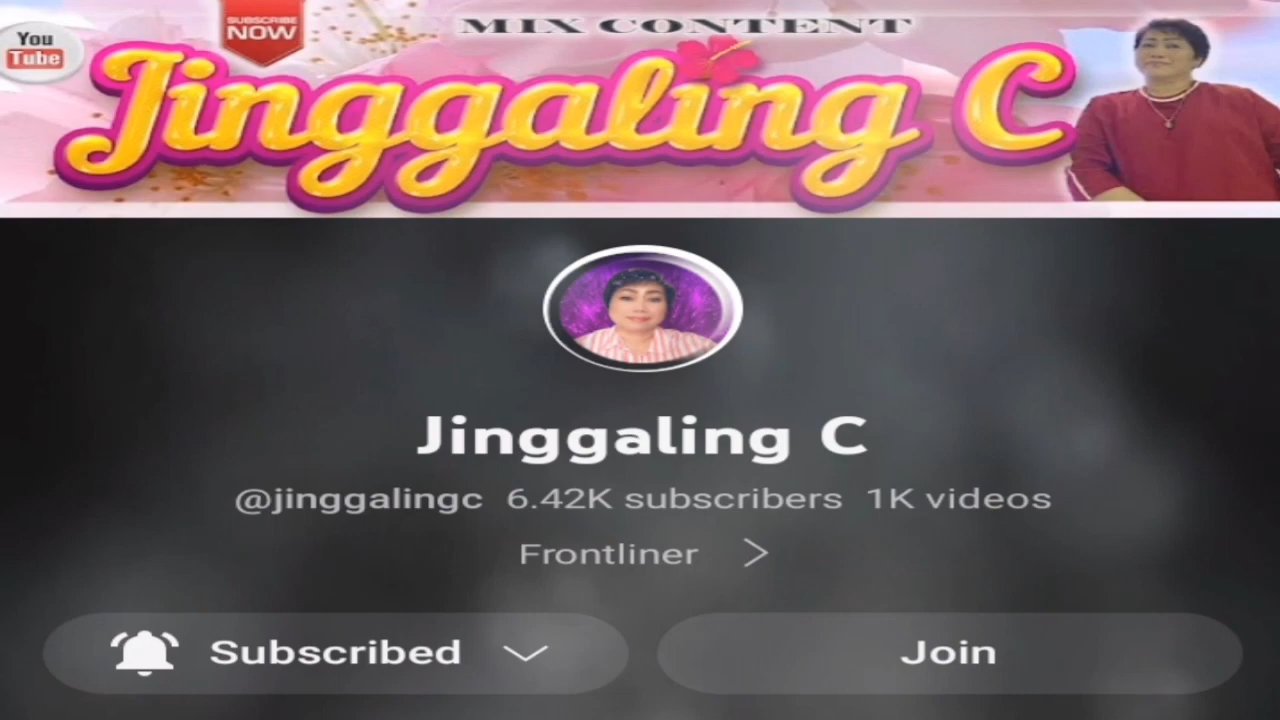 SUBSCRIBE
NOW
MIX CONTENT
You
Tube
Jinggaling C
Jinggaling C
@jinggalingc 6.42K subscribers 1K videos
Frontliner
Subscribed
Join